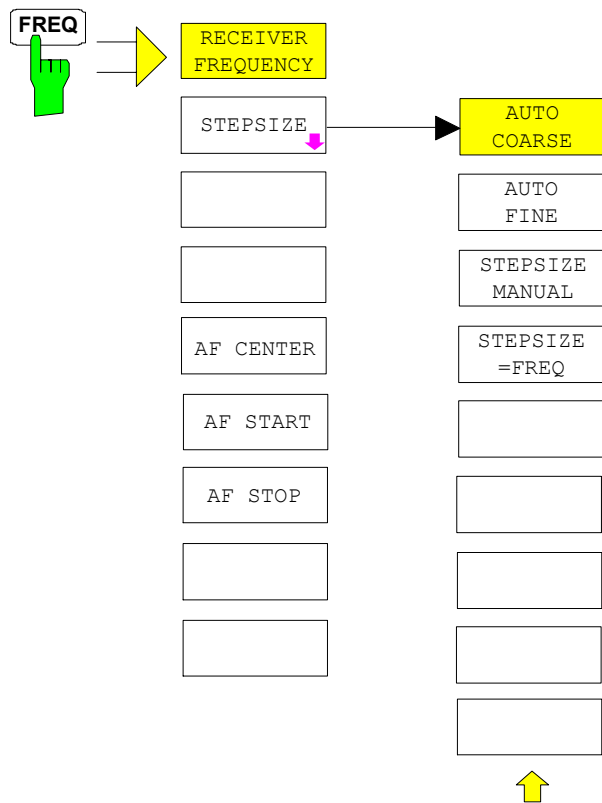 FREQ
RECEIVER
FREQUENCY
STEPSIZE
AF CENTER
AF START
AF STOP
AUTO
COARSE
AUTO
FINE
STEPSIZE
MANUAL
STEPSIZE
=FREQ